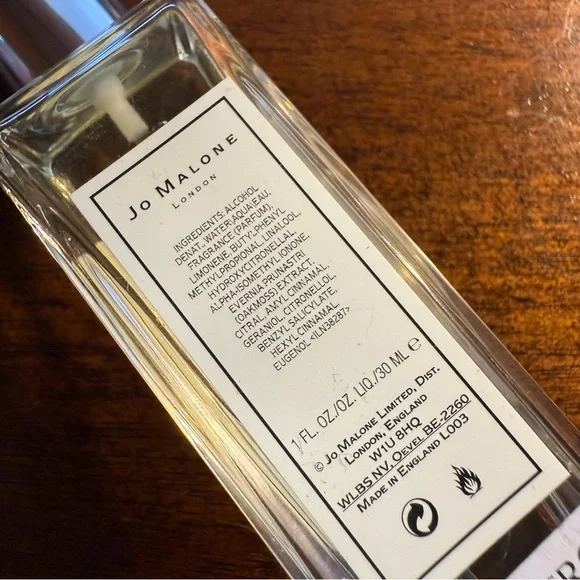 JO MALONE
LONDON
INGREDIENTS: ALCOHOL
DENAT., WATER\AQUA\EAU,
FRAGRANCE (PARFUM),
LIMONENE, BUTYLPHENYL
METHYLPROPIONAL, LINALOOL,
HYDROXYCITRONELLAL,
ALPHA-ISOMETHYL IONONE,
EVERNIA PRUNASTRI
(OAKMOSS) EXTRACT,
CITRAL, AMYL CINNAMAL,
GERANIOL, CITRONELLOL,
BENZYL SALICYLATE,
HEXYL CINNAMAL,
EUGENOL <ILN38287>
1 FL. OZ./OZ. LIQ./30 ML ℮
© JO MALONE LIMITED, DIST.
LONDON, ENGLAND
W1U 8HQ
WLBS.NV. OEVEL BE-2260
MADE IN ENGLAND L003